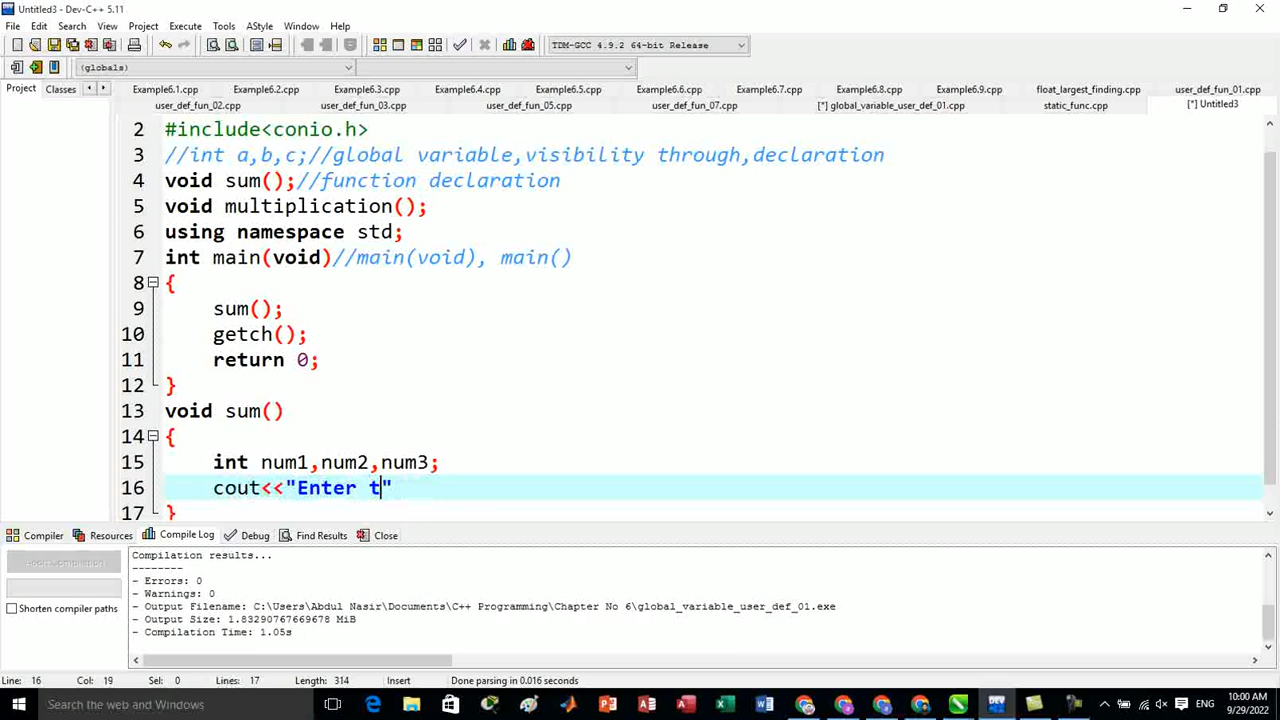 Untitled3 - Dev-C++ 5.11
File Edit Search View Project Execute Tools AStyle Window Help
TDM-GCC 4.9.2 64-bit Release
(globals)
Project Classes
Example6.1.cpp Example6.2.cpp Example6.3.cpp Example6.4.cpp Example6.5.cpp Example6.6.cpp Example6.7.cpp Example6.8.cpp Example6.9.cpp float_largest_finding.cpp user_def_fun_01.cpp
user_def_fun_02.cpp user_def_fun_03.cpp user_def_fun_05.cpp user_def_fun_07.cpp [*] global_variable_user_def_01.cpp static_func.cpp [*] Untitled3
2 #include<conio.h>
3 //int a,b,c;//global variable,visibility through,declaration
4 void sum();//function declaration
5 void multiplication();
6 using namespace std;
7 int main(void)//main(void), main()
8 {
9 sum();
10 getch();
11 return 0;
12 }
13 void sum()
14 {
15 int num1,num2,num3;
16 cout<<"Enter t"
17 }
Compiler Resources Compile Log Debug Find Results Close
Compilation results...
--------
- Errors: 0
- Warnings: 0
- Output Filename: C:\Users\Abdul Nasir\Documents\C++ Programming\Chapter No 6\global_variable_user_def_01.exe
- Output Size: 1.83290767669678 MiB
- Compilation Time: 1.05s
Abort Compilation
Shorten compiler paths
Line: 16 Col: 19 Sel: 0 Lines: 17 Length: 314 Insert Done parsing in 0.016 seconds
Search the web and Windows
ENG
10:00 AM
9/29/2022